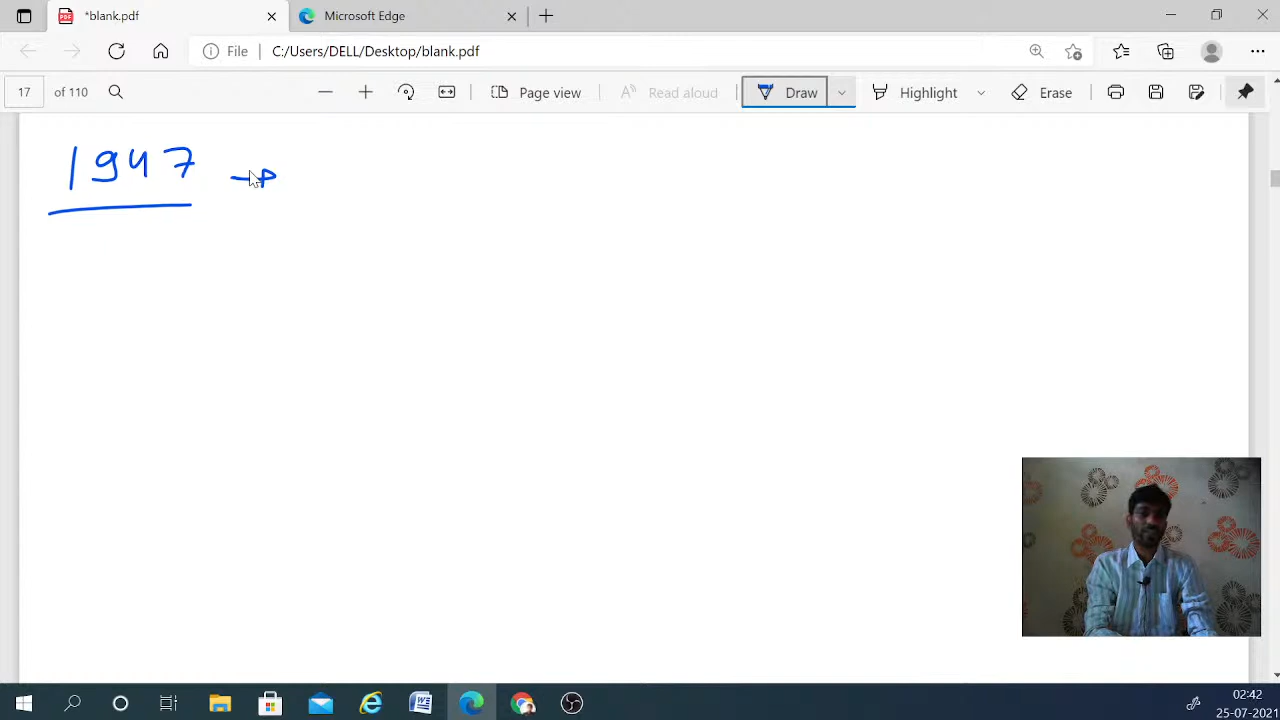 *blank.pdf
Microsoft Edge
File
C:/Users/DELL/Desktop/blank.pdf
17 of 110
Page view
Read aloud
Draw
Highlight
Erase
1947 →
02:42
25-07-2021